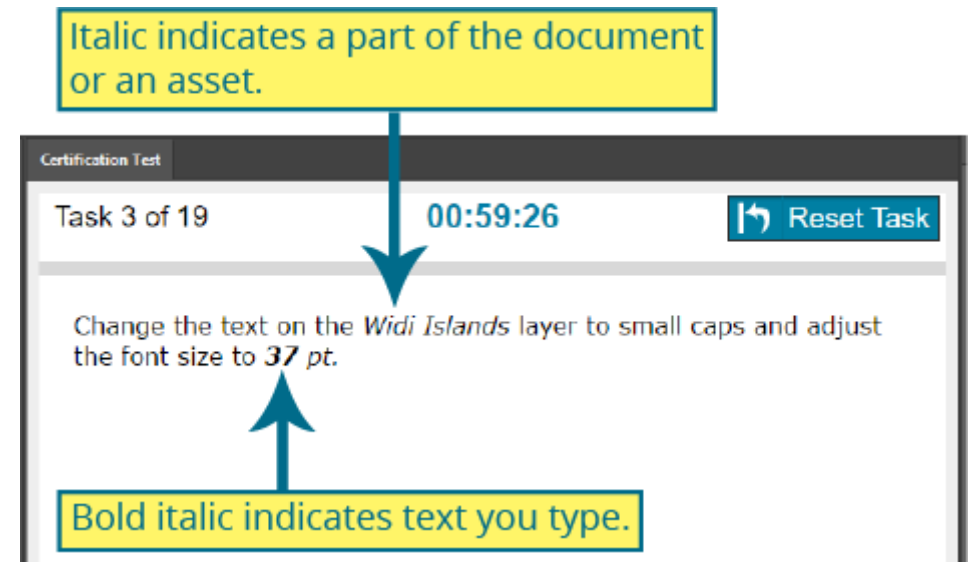 Italic indicates a part of the document
or an asset.
Certification Test
Task 3 of 19
00:59:26
Reset Task
Change the text on the Widi Islands layer to small caps and adjust
the font size to 37 pt.
Bold italic indicates text you type.